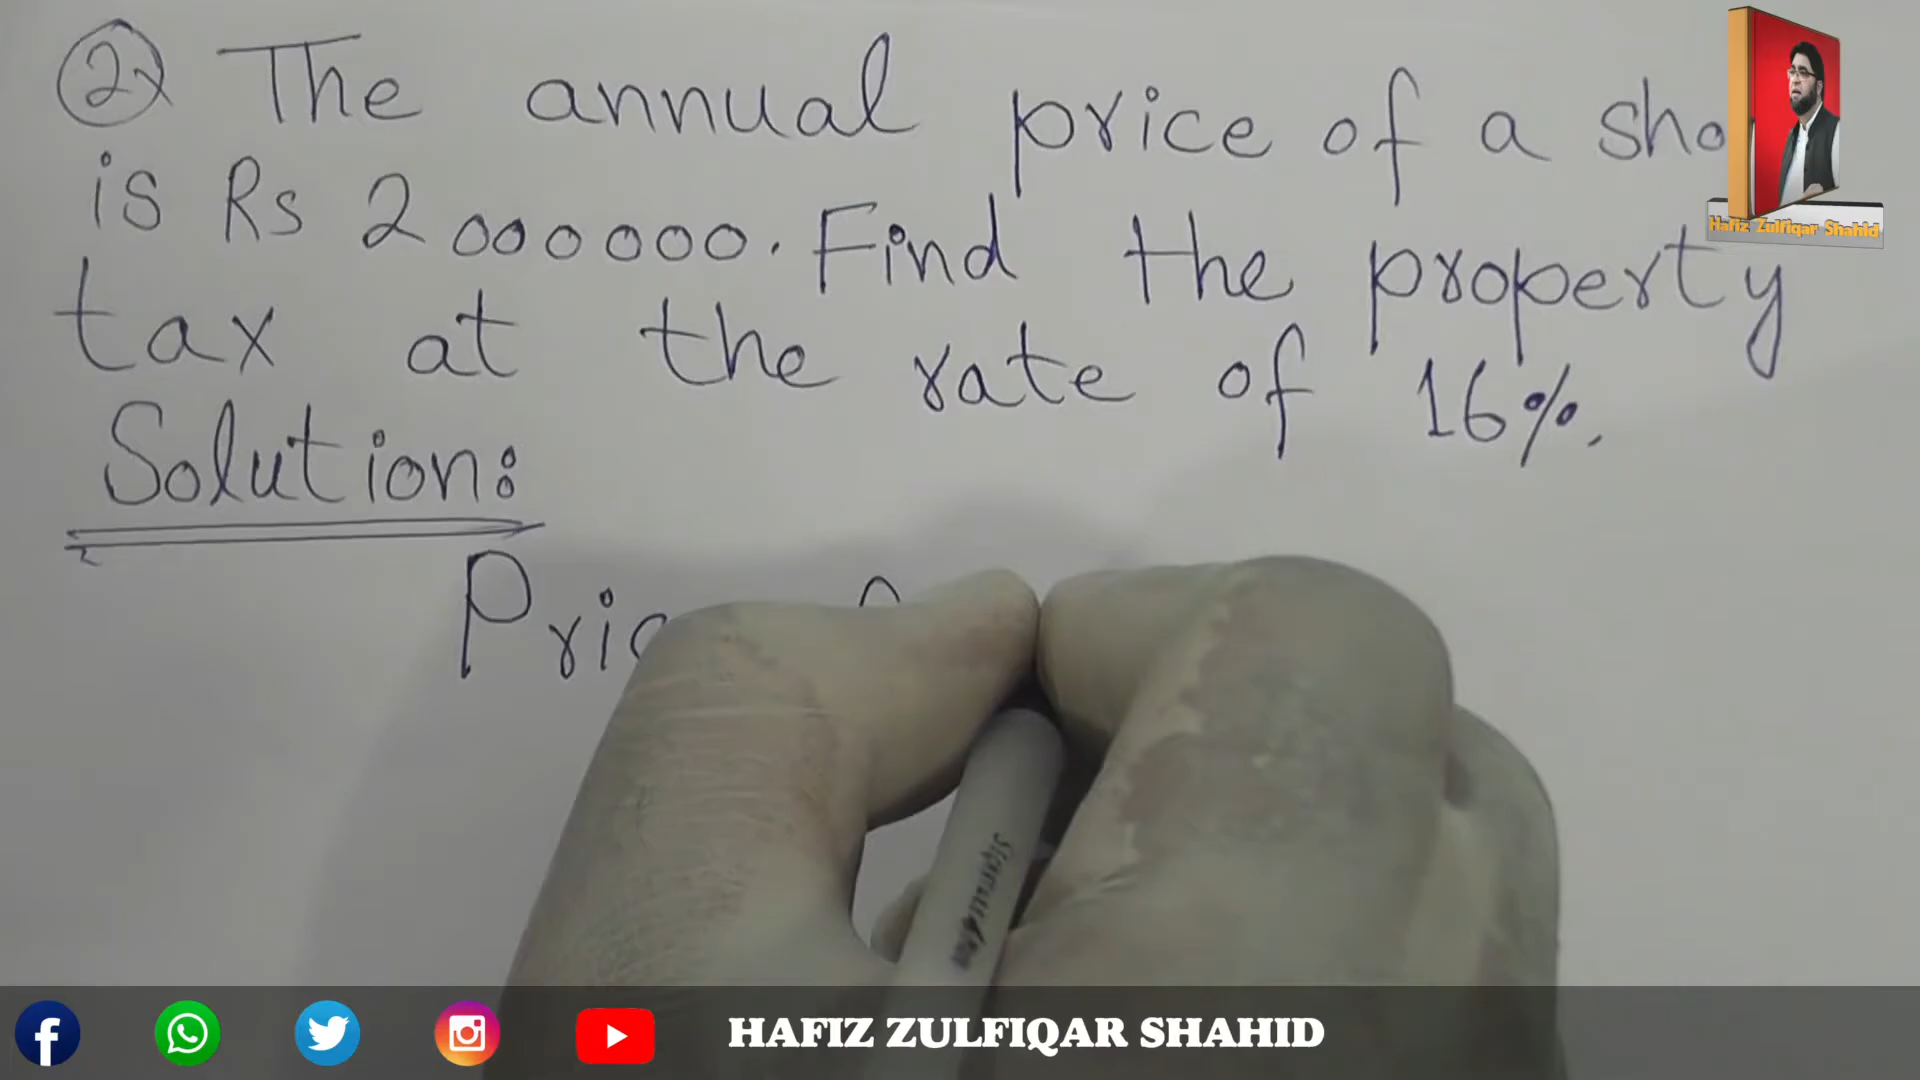 2 The annual price of a sho
is Rs 2000000. Find the property
tax at the rate of 16%.
Solution:
Pric
Hafiz Zulfiqar Shahid
HAFIZ ZULFIQAR SHAHID